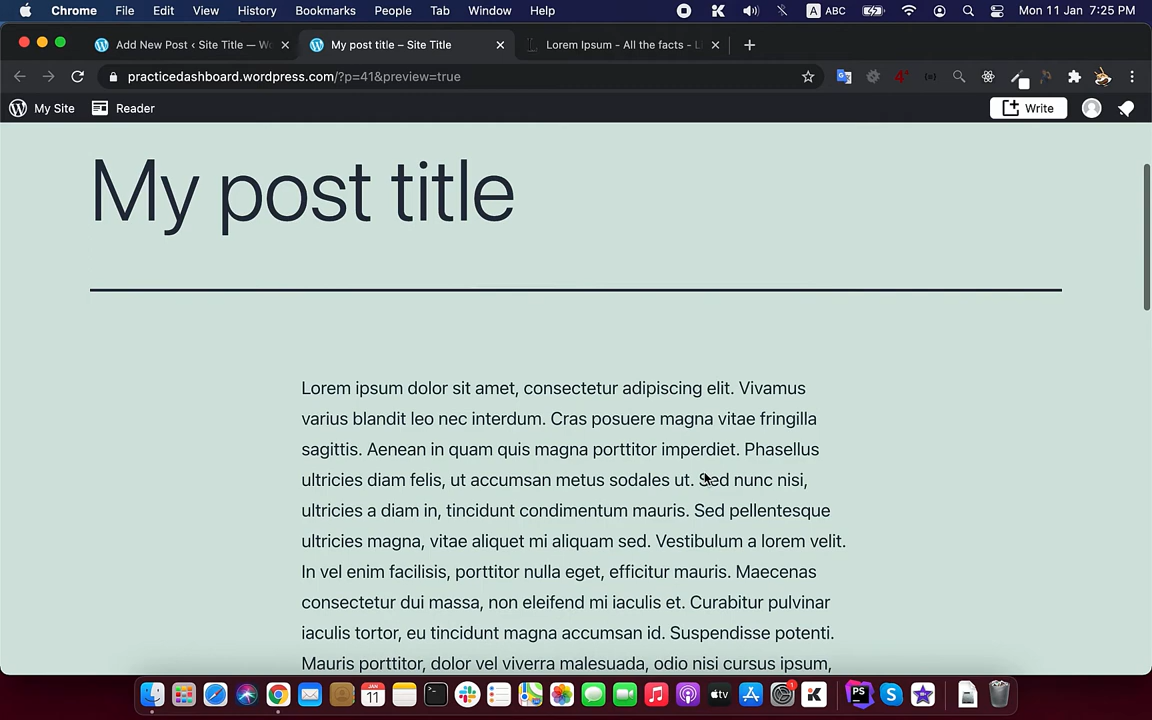 Chrome File Edit View History Bookmarks People Tab Window Help A ABC Mon 11 Jan 7:25 PM
Add New Post ‹ Site Title — W My post title – Site Title Lorem Ipsum - All the facts -
practicedashboard.wordpress.com/?p=41&preview=true
My Site Reader Write
My post title
Lorem ipsum dolor sit amet, consectetur adipiscing elit. Vivamus
varius blandit leo nec interdum. Cras posuere magna vitae fringilla
sagittis. Aenean in quam quis magna porttitor imperdiet. Phasellus
ultricies diam felis, ut accumsan metus sodales ut. Sed nunc nisi,
ultricies a diam in, tincidunt condimentum mauris. Sed pellentesque
ultricies magna, vitae aliquet mi aliquam sed. Vestibulum a lorem velit.
In vel enim facilisis, porttitor nulla eget, efficitur mauris. Maecenas
consectetur dui massa, non eleifend mi iaculis et. Curabitur pulvinar
iaculis tortor, eu tincidunt magna accumsan id. Suspendisse potenti.
Mauris porttitor, dolor vel viverra malesuada, odio nisi cursus ipsum,
JAN 11 tv 1 K PS S